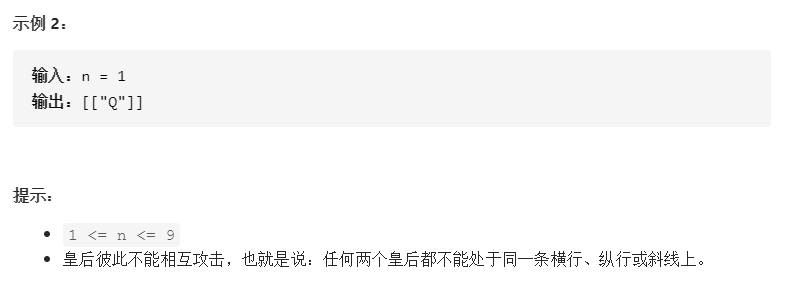 示例 2：
输入：n = 1
输出：[["Q"]]
提示：
1 <= n <= 9
皇后彼此不能相互攻击，也就是说：任何两个皇后都不能处于同一条横行、纵行或斜线上。